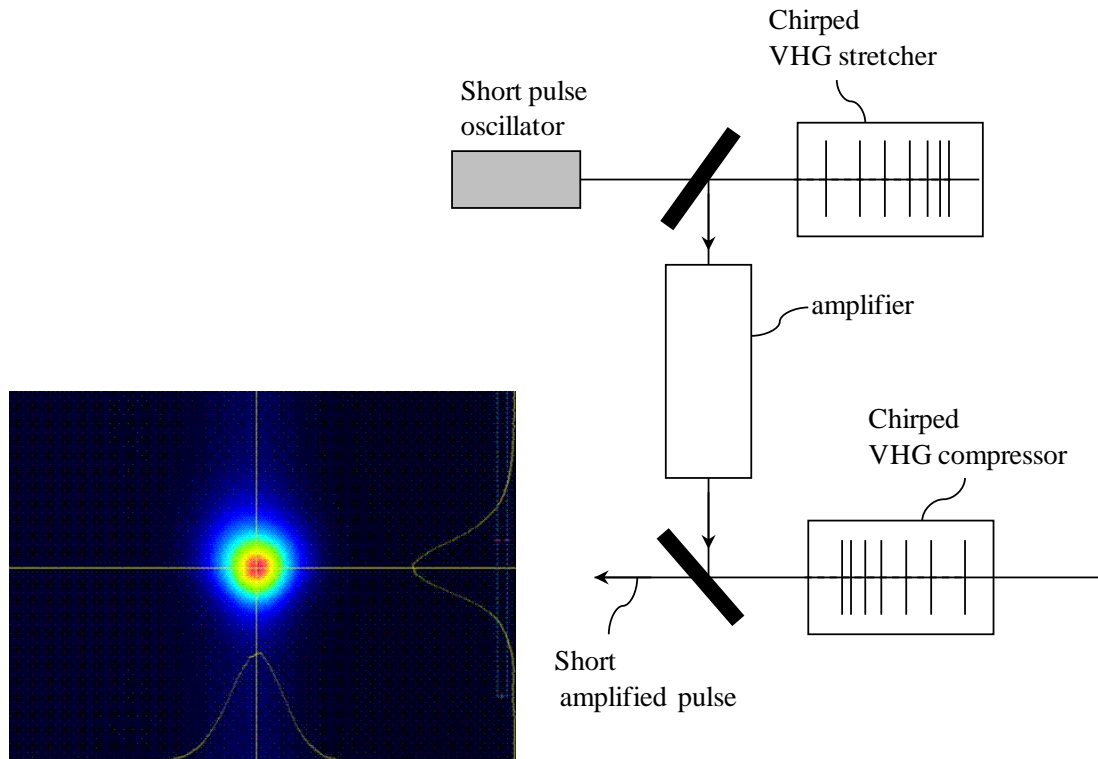 Chirped
VHG stretcher
Short pulse
oscillator
amplifier
Chirped
VHG compressor
Short
amplified pulse